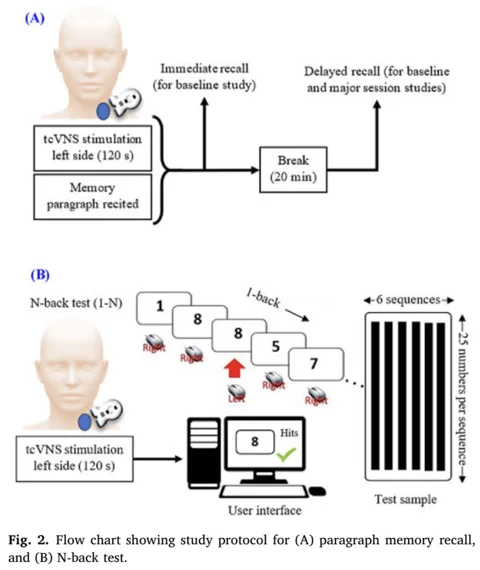 (A)
Immediate recall
(for baseline study)
Delayed recall (for baseline
and major session studies)
tcVNS stimulation
left side (120 s)
Memory
paragraph recited
Break
(20 min)
(B)
N-back test (1-N)
1-back
1
8
8
5
7
Right
Right
Left
Right
Right
6 sequences
25 numbers per sequence
Test sample
tcVNS stimulation
left side (120 s)
8
Hits
User interface
Fig. 2. Flow chart showing study protocol for (A) paragraph memory recall,
and (B) N-back test.